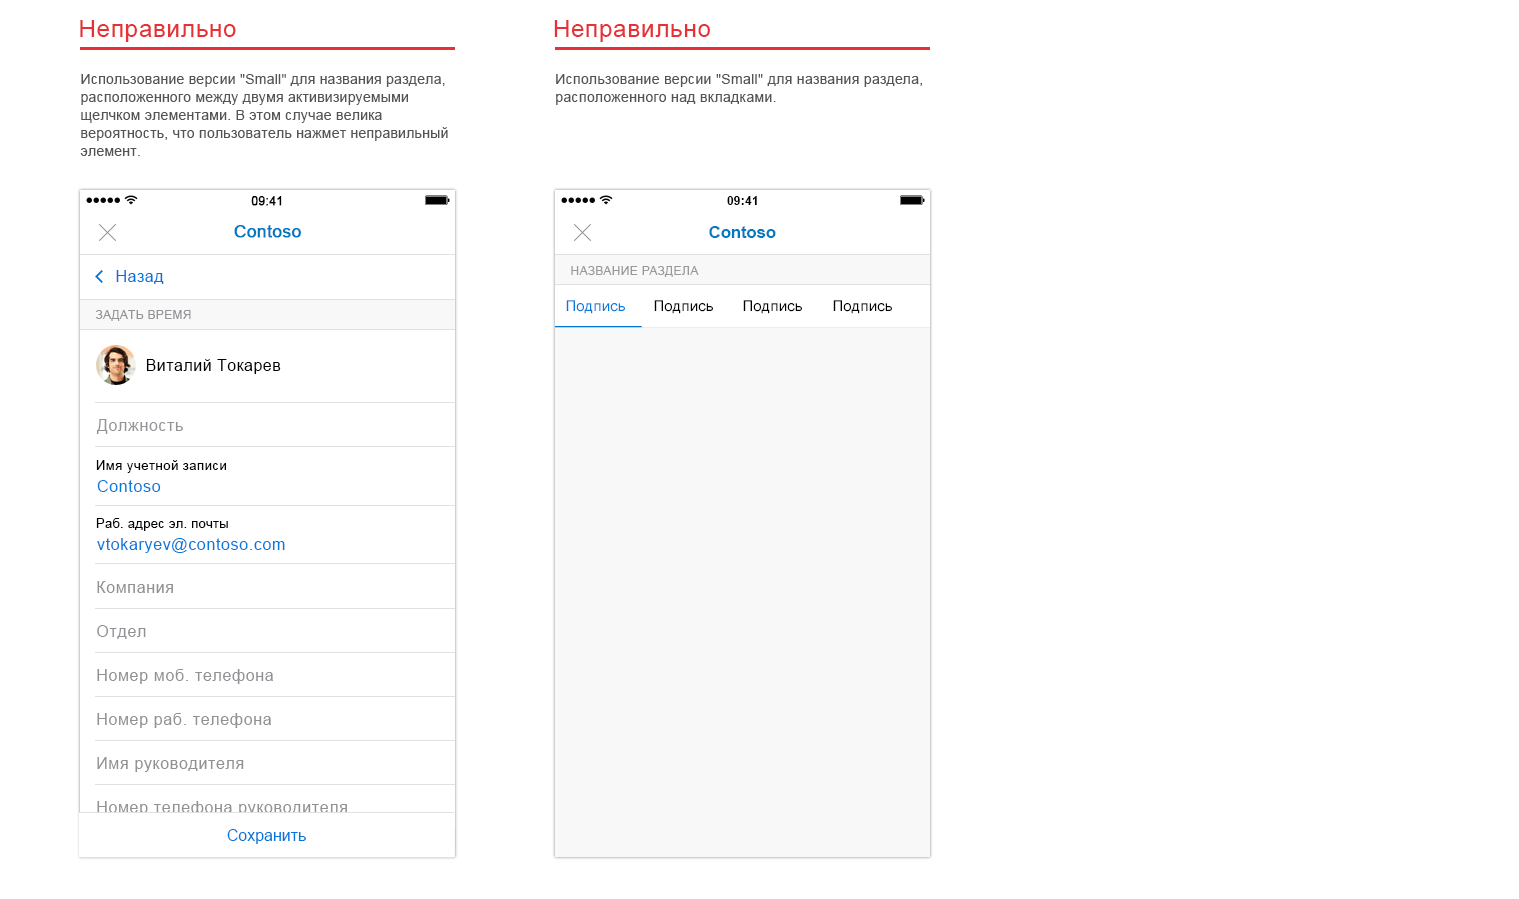 Неправильно
Использование версии "Small" для названия раздела,
расположенного между двумя активизируемыми
щелчком элементами. В этом случае велика
вероятность, что пользователь нажмет неправильный
элемент.
09:41
Contoso
Назад
ЗАДАТЬ ВРЕМЯ
Виталий Токарев
Должность
Имя учетной записи
Contoso
Раб. адрес эл. почты
vtokaryev@contoso.com
Компания
Отдел
Номер моб. телефона
Номер раб. телефона
Имя руководителя
Номер телефона руководителя
Сохранить
Неправильно
Использование версии "Small" для названия раздела,
расположенного над вкладками.
09:41
Contoso
НАЗВАНИЕ РАЗДЕЛА
Подпись Подпись Подпись Подпись